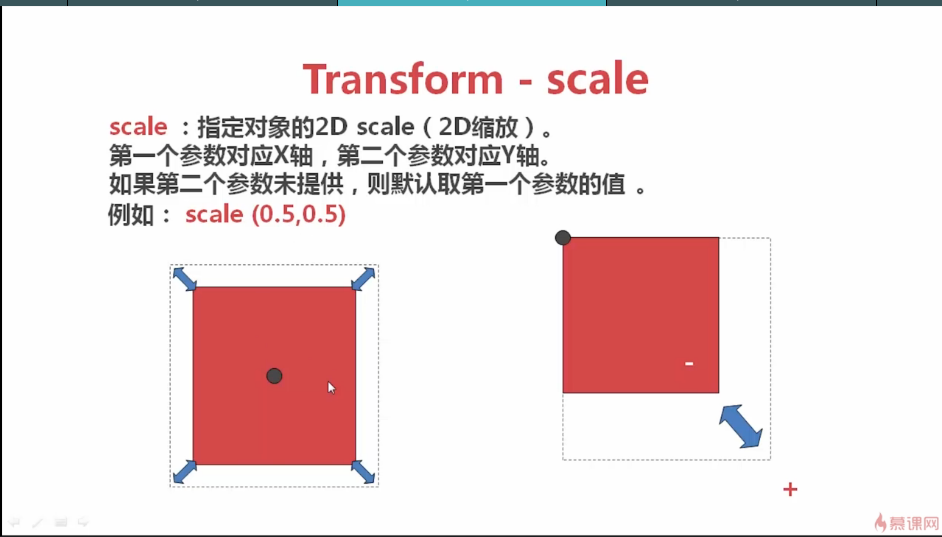 Transform - scale
scale ：指定对象的2D scale（2D缩放）。
第一个参数对应X轴，第二个参数对应Y轴。
如果第二个参数未提供，则默认取第一个参数的值 。
例如： scale (0.5,0.5)
-
+
慕课网